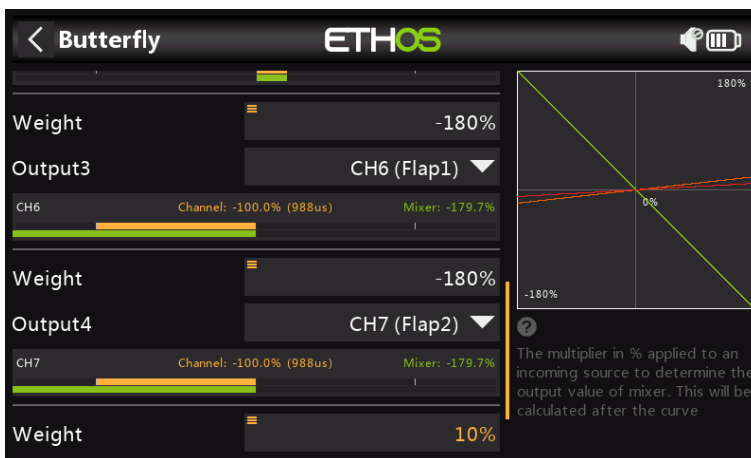 Butterfly
ETHOS
Weight
-180%
Output3
CH6 (Flap1)
CH6
Channel: -100.0% (988us)
Mixer: -179.7%
Weight
-180%
Output4
CH7 (Flap2)
CH7
Channel: -100.0% (988us)
Mixer: -179.7%
Weight
10%
180%
0%
-180%
?
The multiplier in % applied to an
incoming source to determine the
output value of mixer. This will be
calculated after the curve